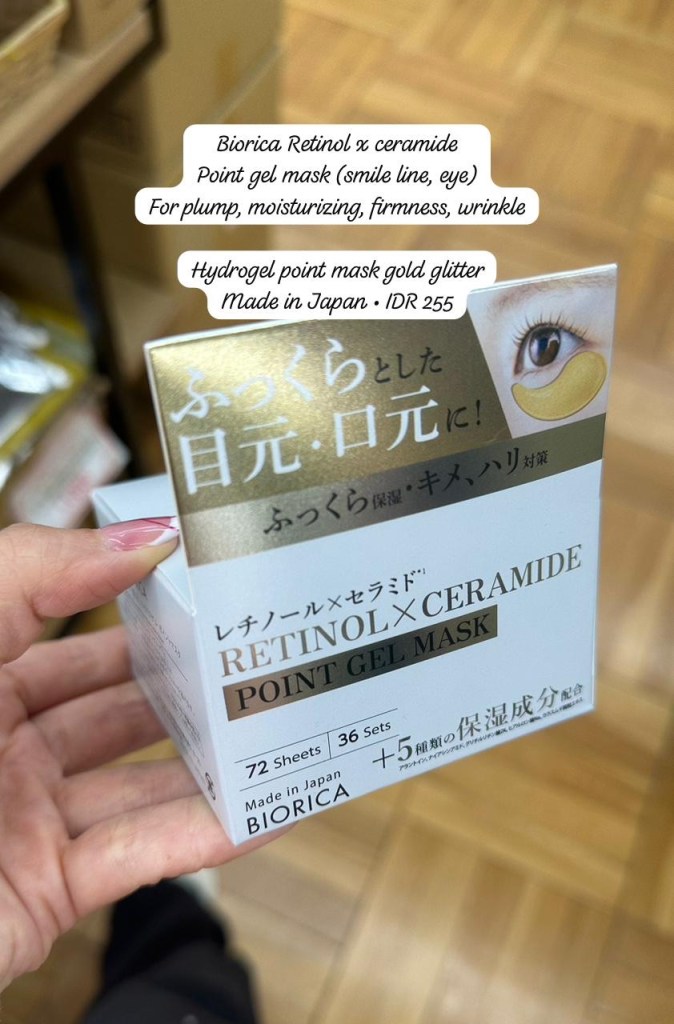 Biorica Retinol x ceramide
Point gel mask (smile line, eye)
For plump, moisturizing, firmness, wrinkle
Hydrogel point mask gold glitter
Made in Japan • IDR 255
ふっくらとした
目元・口元に!
ふっくら保湿・キメ、ハリ対策
レチノール×セラミド*1
RETINOL×CERAMIDE
POINT GEL MASK
72 Sheets 36 Sets
+5種類の保湿成分配合
Made in Japan
BIORICA